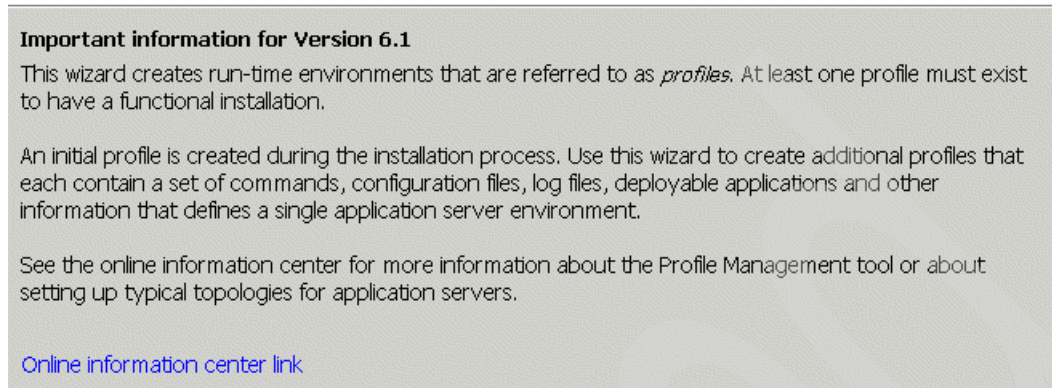 Important information for Version 6.1
This wizard creates run-time environments that are referred to as profiles. At least one profile must exist
to have a functional installation.
An initial profile is created during the installation process. Use this wizard to create additional profiles that
each contain a set of commands, configuration files, log files, deployable applications and other
information that defines a single application server environment.
See the online information center for more information about the Profile Management tool or about
setting up typical topologies for application servers.
Online information center link